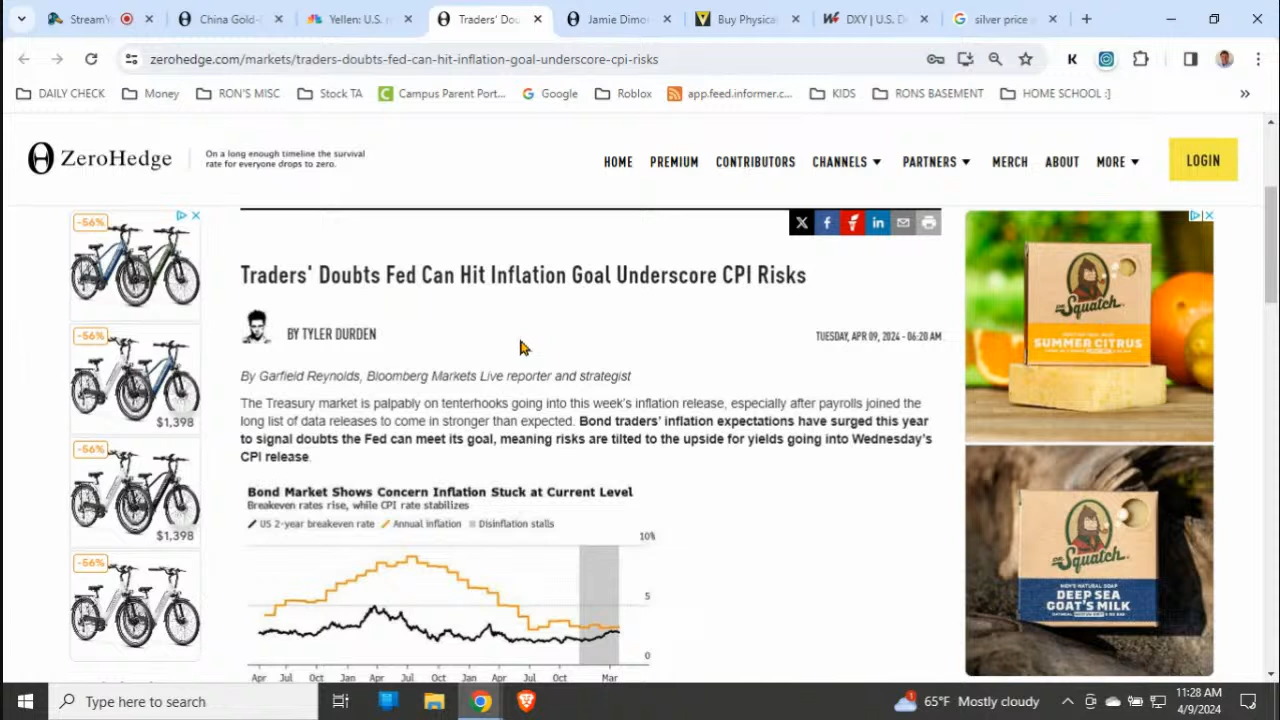 StreamY
China Gold-
Yellen: U.S. r
Traders' Dou
Jamie Dimo
Buy Physica
DXY | U.S. D
silver price
zerohedge.com/markets/traders-doubts-fed-can-hit-inflation-goal-underscore-cpi-risks
DAILY CHECK
Money
RON'S MISC
Stock TA
Campus Parent Port...
Google
Roblox
app.feed.informer.c...
KIDS
RONS BASEMENT
HOME SCHOOL :]
ZeroHedge
On a long enough timeline the survival
rate for everyone drops to zero.
HOME
PREMIUM
CONTRIBUTORS
CHANNELS
PARTNERS
MERCH
ABOUT
MORE
LOGIN
-56%
-56%
$1,398
-56%
$1,398
-56%
Traders' Doubts Fed Can Hit Inflation Goal Underscore CPI Risks
BY TYLER DURDEN
TUESDAY, APR 09, 2024 - 06:20 AM
By Garfield Reynolds, Bloomberg Markets Live reporter and strategist
The Treasury market is palpably on tenterhooks going into this week's inflation release, especially after payrolls joined the
long list of data releases to come in stronger than expected. Bond traders' inflation expectations have surged this year
to signal doubts the Fed can meet its goal, meaning risks are tilted to the upside for yields going into Wednesday's
CPI release.
Bond Market Shows Concern Inflation Stuck at Current Level
Breakeven rates rise, while CPI rate stabilizes
US 2-year breakeven rate Annual inflation Disinflation stalls
10%
5
0
Apr Jul Oct Jan Apr Jul Oct Jan Apr Jul Oct Mar
Squatch
SUMMER CITRUS
Squatch
MEN'S NATURAL SOAP
DEEP SEA
GOAT'S MILK
Type here to search
1
65°F Mostly cloudy
11:28 AM
4/9/2024